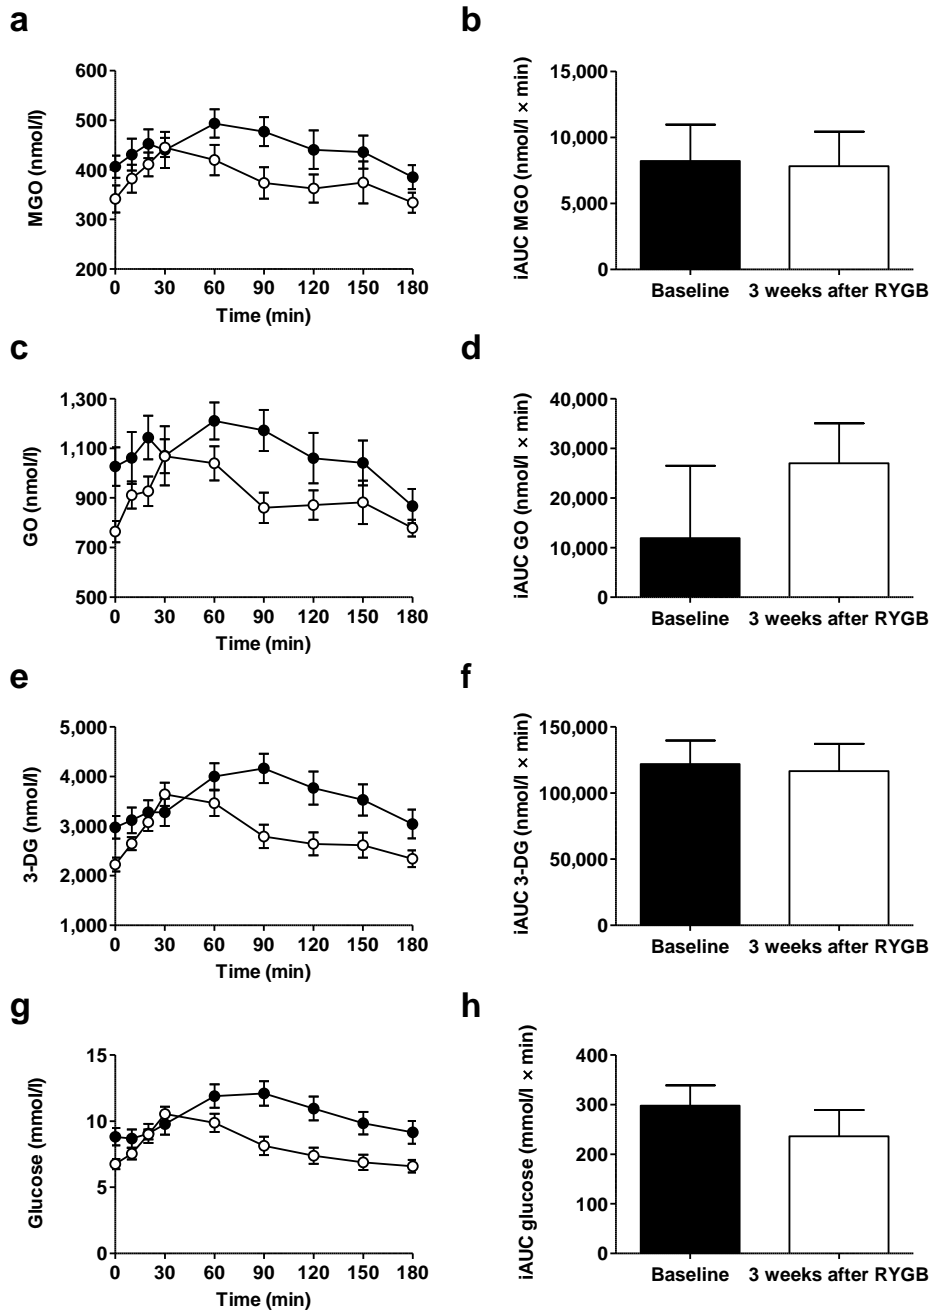 a
MGO (nmol/l)
600
500
400
300
200
0 30 60 90 120 150 180
Time (min)
b
iAUC MGO (nmol/l × min)
15,000
10,000
5,000
0
Baseline 3 weeks after RYGB
c
GO (nmol/l)
1,300
1,100
900
700
500
0 30 60 90 120 150 180
Time (min)
d
iAUC GO (nmol/l × min)
40,000
30,000
20,000
10,000
0
Baseline 3 weeks after RYGB
e
3-DG (nmol/l)
5,000
4,000
3,000
2,000
1,000
0 30 60 90 120 150 180
Time (min)
f
iAUC 3-DG (nmol/l × min)
150,000
100,000
50,000
0
Baseline 3 weeks after RYGB
g
Glucose (mmol/l)
15
10
5
0
0 30 60 90 120 150 180
Time (min)
h
iAUC glucose (mmol/l × min)
400
300
200
100
0
Baseline 3 weeks after RYGB